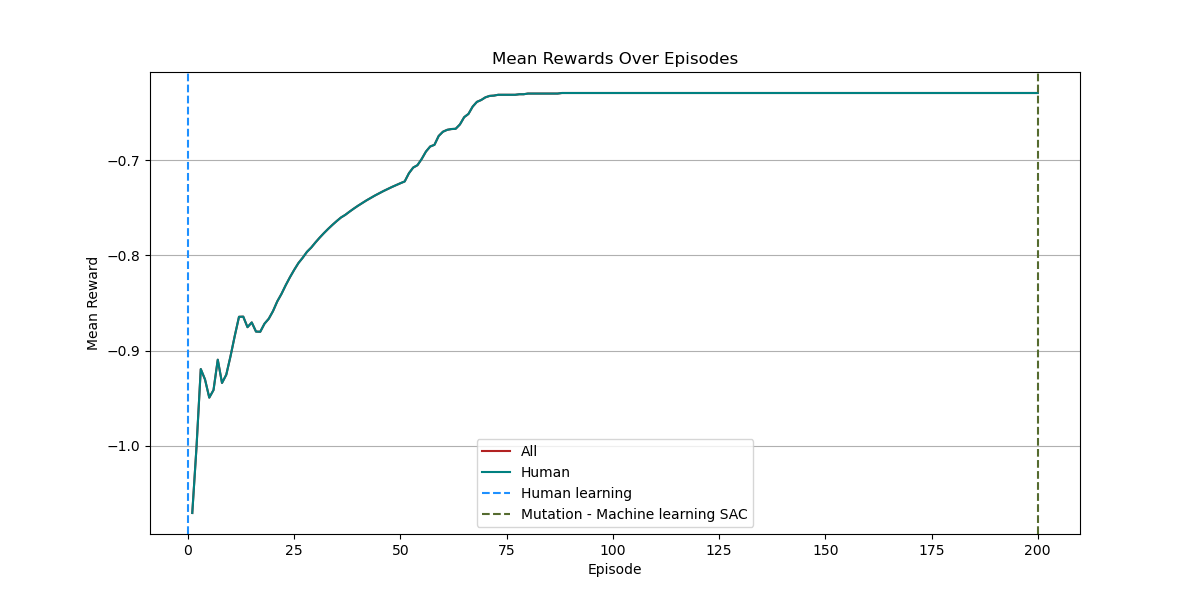 Mean Rewards Over Episodes
Mean Reward
−0.7
−0.8
−0.9
−1.0
All
Human
Human learning
Mutation - Machine learning SAC
0 25 50 75 100 125 150 175 200
Episode